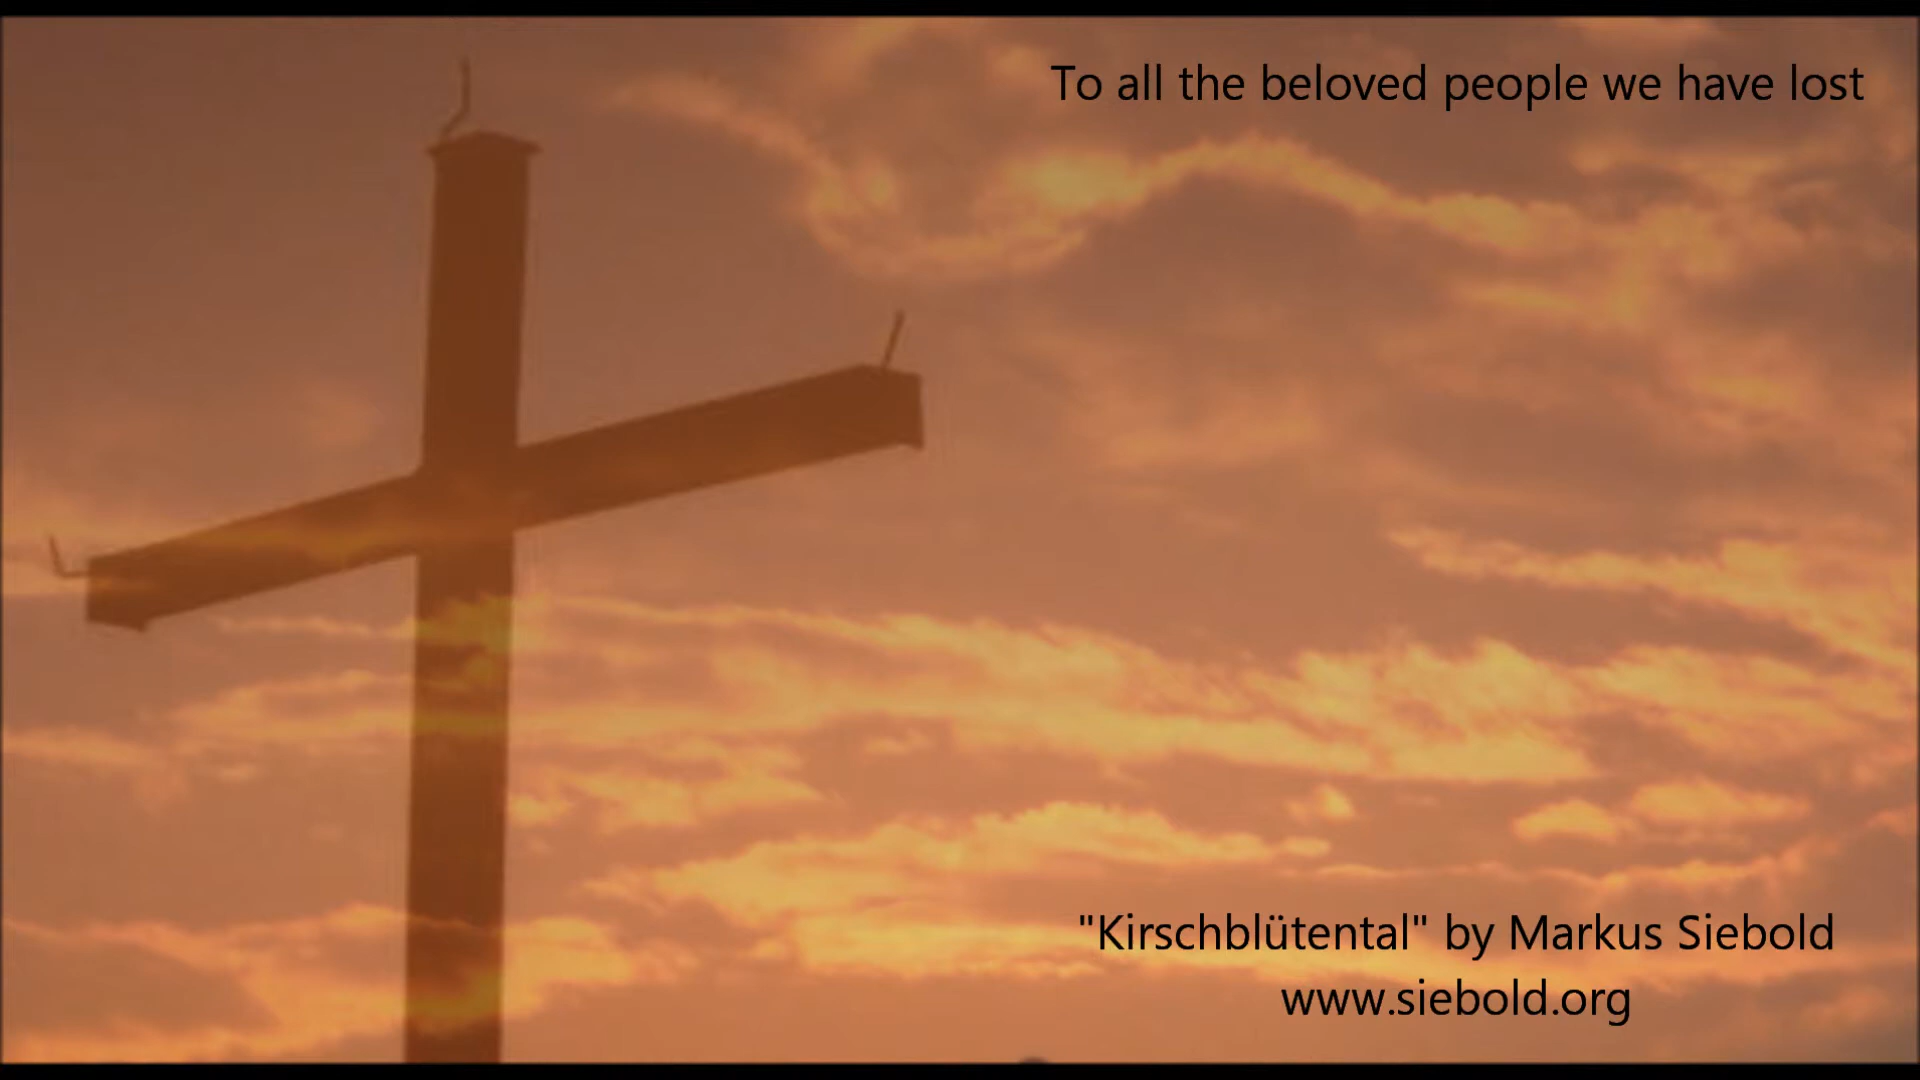 To all the beloved people we have lost
"Kirschblütental" by Markus Siebold
www.siebold.org